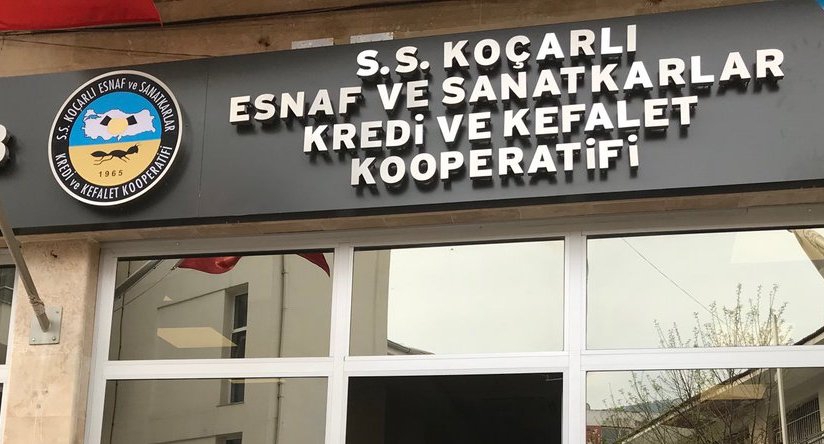 S.S. KOÇARLI
ESNAF VE SANATKARLAR
KREDİ VE KEFALET
KOOPERATİFİ
S.S. KOÇARLI ESNAF ve SANATKARLAR
KREDİ ve KEFALET KOOPERATİFİ
1965